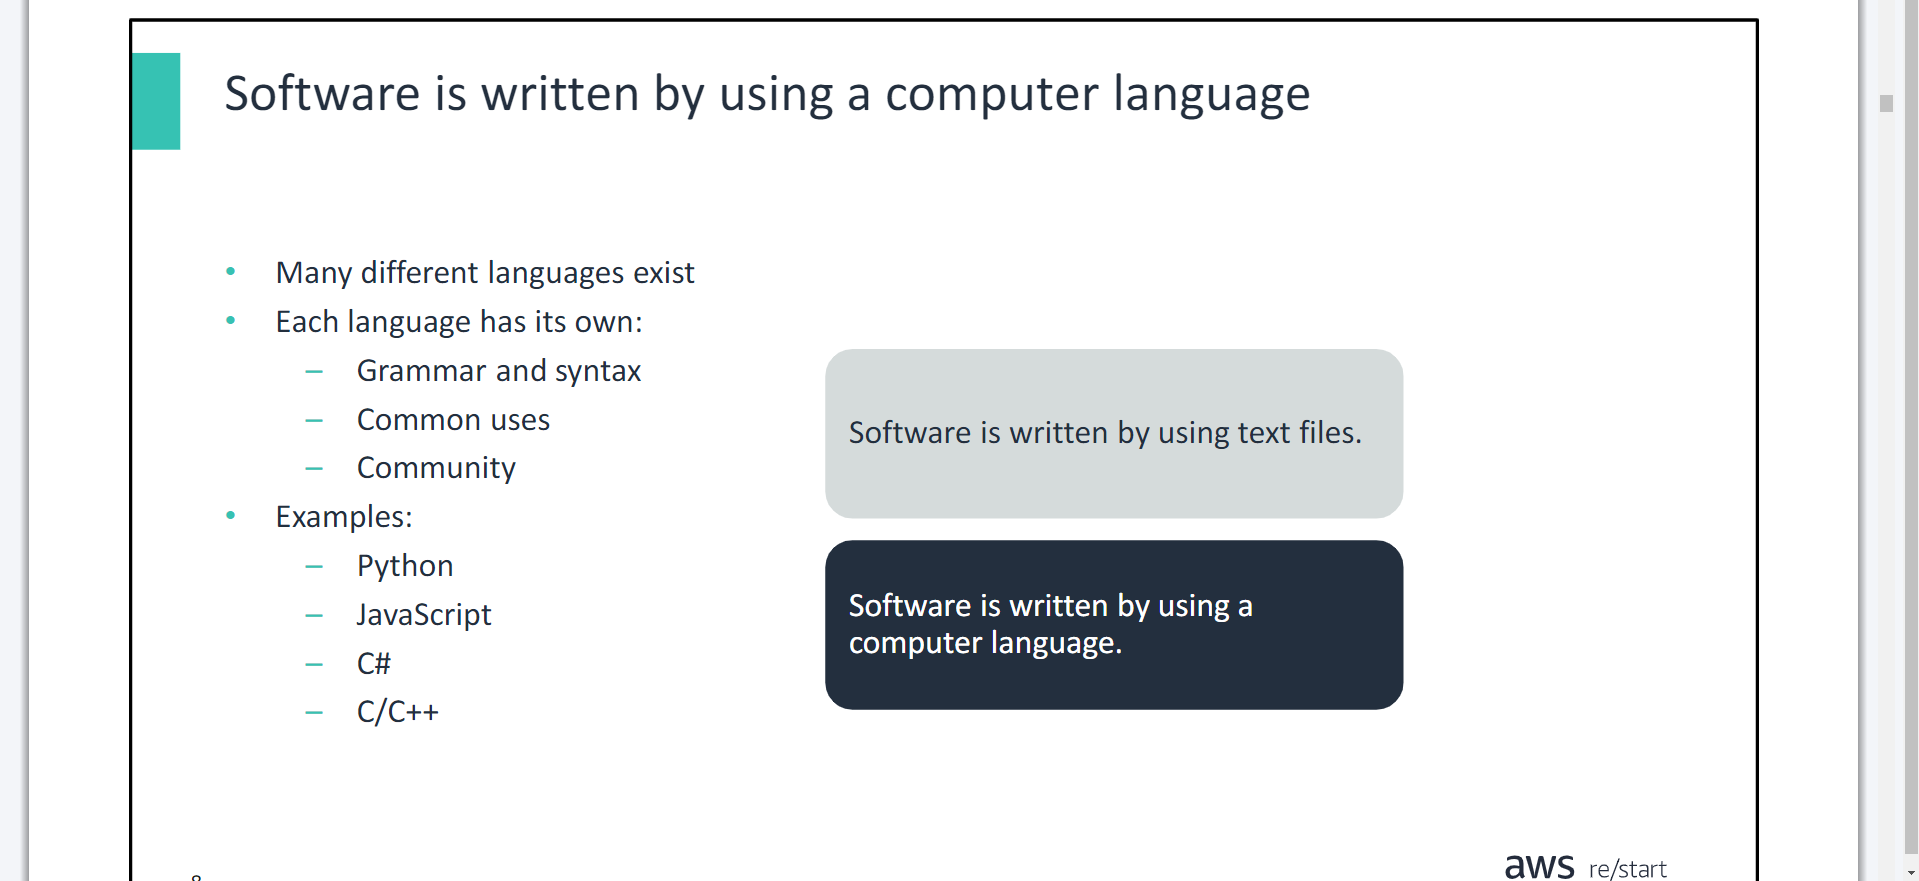 Software is written by using a computer language
• Many different languages exist
• Each language has its own:
– Grammar and syntax
– Common uses
– Community
• Examples:
– Python
– JavaScript
– C#
– C/C++
Software is written by using text files.
Software is written by using a
computer language.
aws re/start